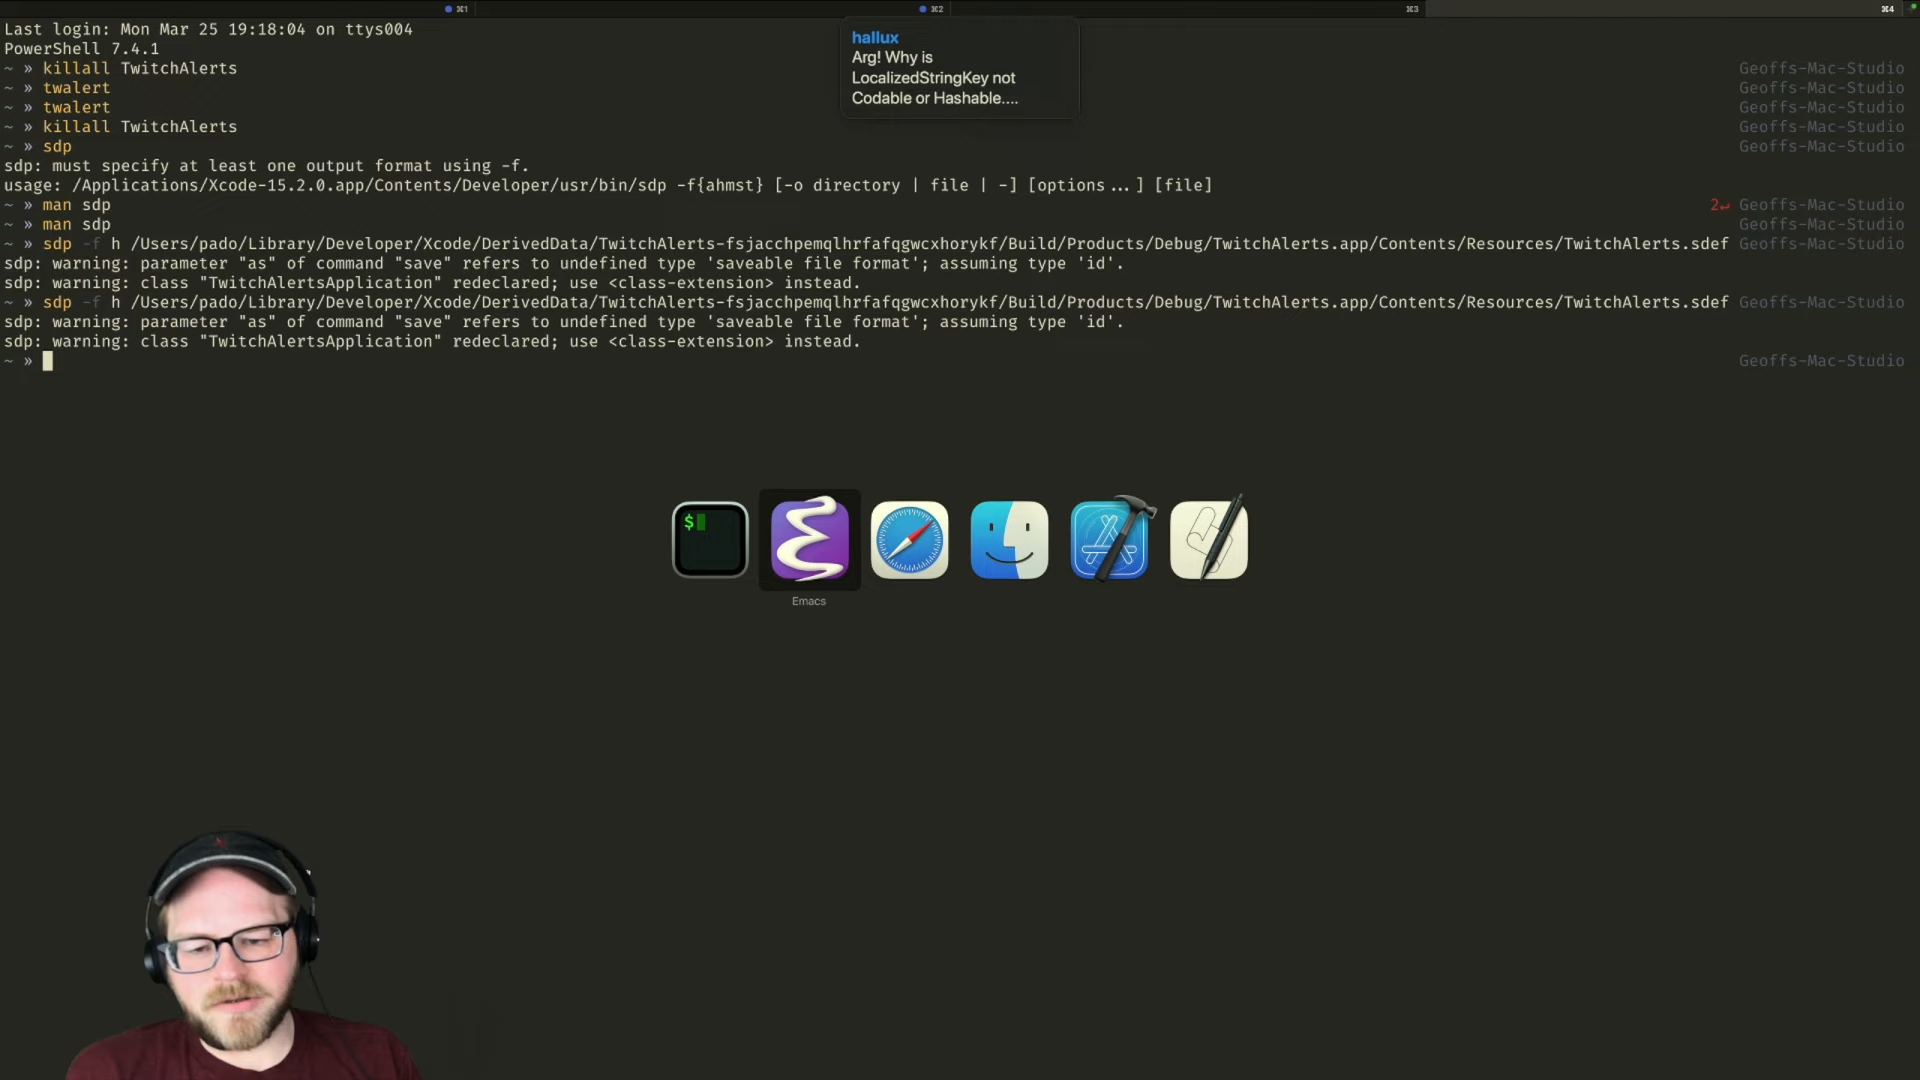 ⌘1
⌘2
⌘3
⌘4
Last login: Mon Mar 25 19:18:04 on ttys004
PowerShell 7.4.1
~ » killall TwitchAlerts Geoffs-Mac-Studio
~ » twalert Geoffs-Mac-Studio
~ » twalert Geoffs-Mac-Studio
~ » killall TwitchAlerts Geoffs-Mac-Studio
~ » sdp Geoffs-Mac-Studio
sdp: must specify at least one output format using -f.
usage: /Applications/Xcode-15.2.0.app/Contents/Developer/usr/bin/sdp -f{ahmst} [-o directory | file | -] [options...] [file]
~ » man sdp 2↵ Geoffs-Mac-Studio
~ » man sdp Geoffs-Mac-Studio
~ » sdp -f h /Users/pado/Library/Developer/Xcode/DerivedData/TwitchAlerts-fsjacchpemqlhrfafqgwcxhorykf/Build/Products/Debug/TwitchAlerts.app/Contents/Resources/TwitchAlerts.sdef Geoffs-Mac-Studio
sdp: warning: parameter "as" of command "save" refers to undefined type 'saveable file format'; assuming type 'id'.
sdp: warning: class "TwitchAlertsApplication" redeclared; use <class-extension> instead.
~ » sdp -f h /Users/pado/Library/Developer/Xcode/DerivedData/TwitchAlerts-fsjacchpemqlhrfafqgwcxhorykf/Build/Products/Debug/TwitchAlerts.app/Contents/Resources/TwitchAlerts.sdef Geoffs-Mac-Studio
sdp: warning: parameter "as" of command "save" refers to undefined type 'saveable file format'; assuming type 'id'.
sdp: warning: class "TwitchAlertsApplication" redeclared; use <class-extension> instead.
~ » Geoffs-Mac-Studio
hallux
Arg! Why is
LocalizedStringKey not
Codable or Hashable....
$
Emacs